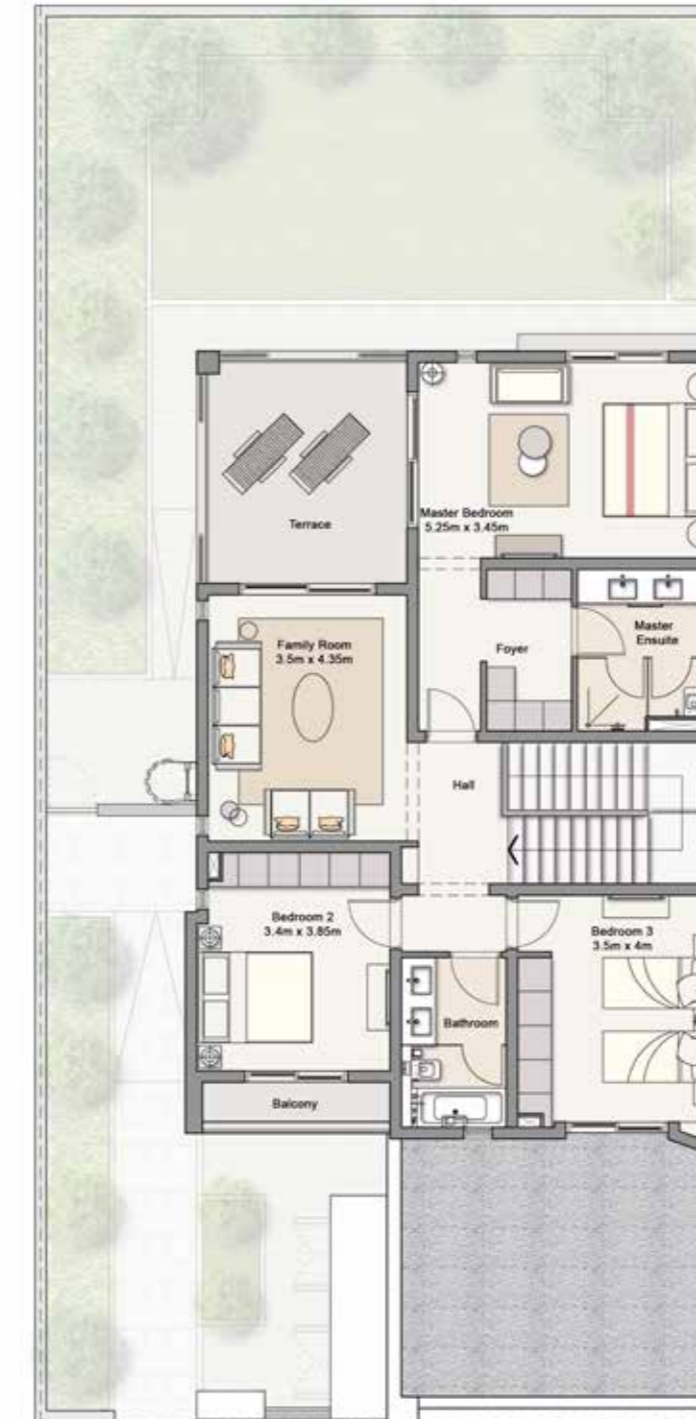 Terrace
Master Bedroom
5.25m x 3.45m
Family Room
3.5m x 4.35m
Foyer
Master
Ensuite
Hall
Bedroom 2
3.4m x 3.85m
Bedroom 3
3.5m x 4m
Bathroom
Balcony